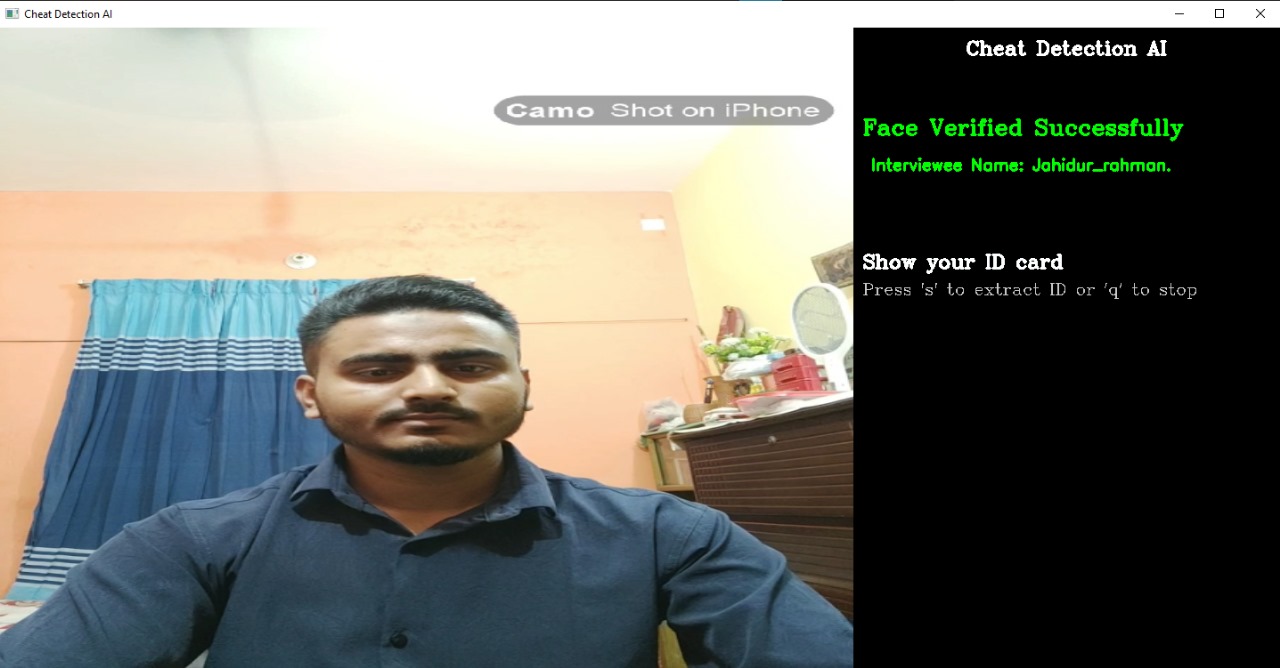 Cheat Detection AI
Cheat Detection AI
Camo Shot on iPhone
Face Verified Successfully
Interviewee Name: Jahidur_rahman.
Show your ID card
Press 's' to extract ID or 'q' to stop